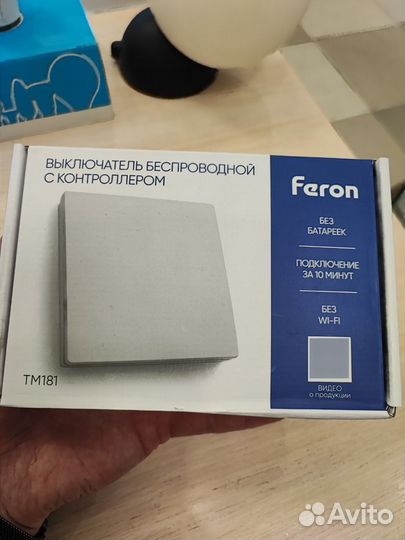 ВЫКЛЮЧАТЕЛЬ БЕСПРОВОДНОЙ
С КОНТРОЛЛЕРОМ
TM181
Feron
БЕЗ
БАТАРЕЕК
ПОДКЛЮЧЕНИЕ
ЗА 10 МИНУТ
БЕЗ
WI-FI
ВИДЕО
о продукции
Avito